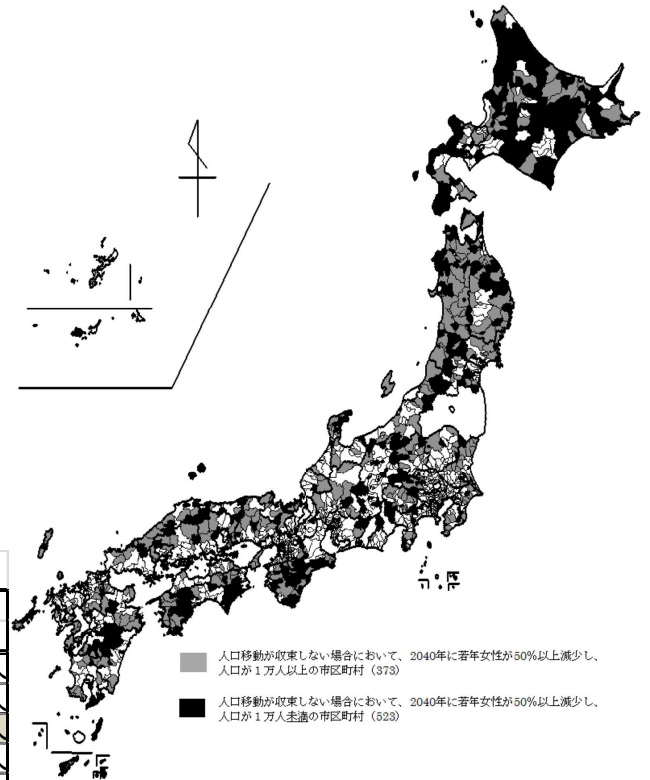 人口移動が収束しない場合において、2040年に若年女性が50%以上減少し、
人口が１万人以上の市区町村（373）
人口移動が収束しない場合において、2040年に若年女性が50%以上減少し、
人口が１万人未満の市区町村（523）